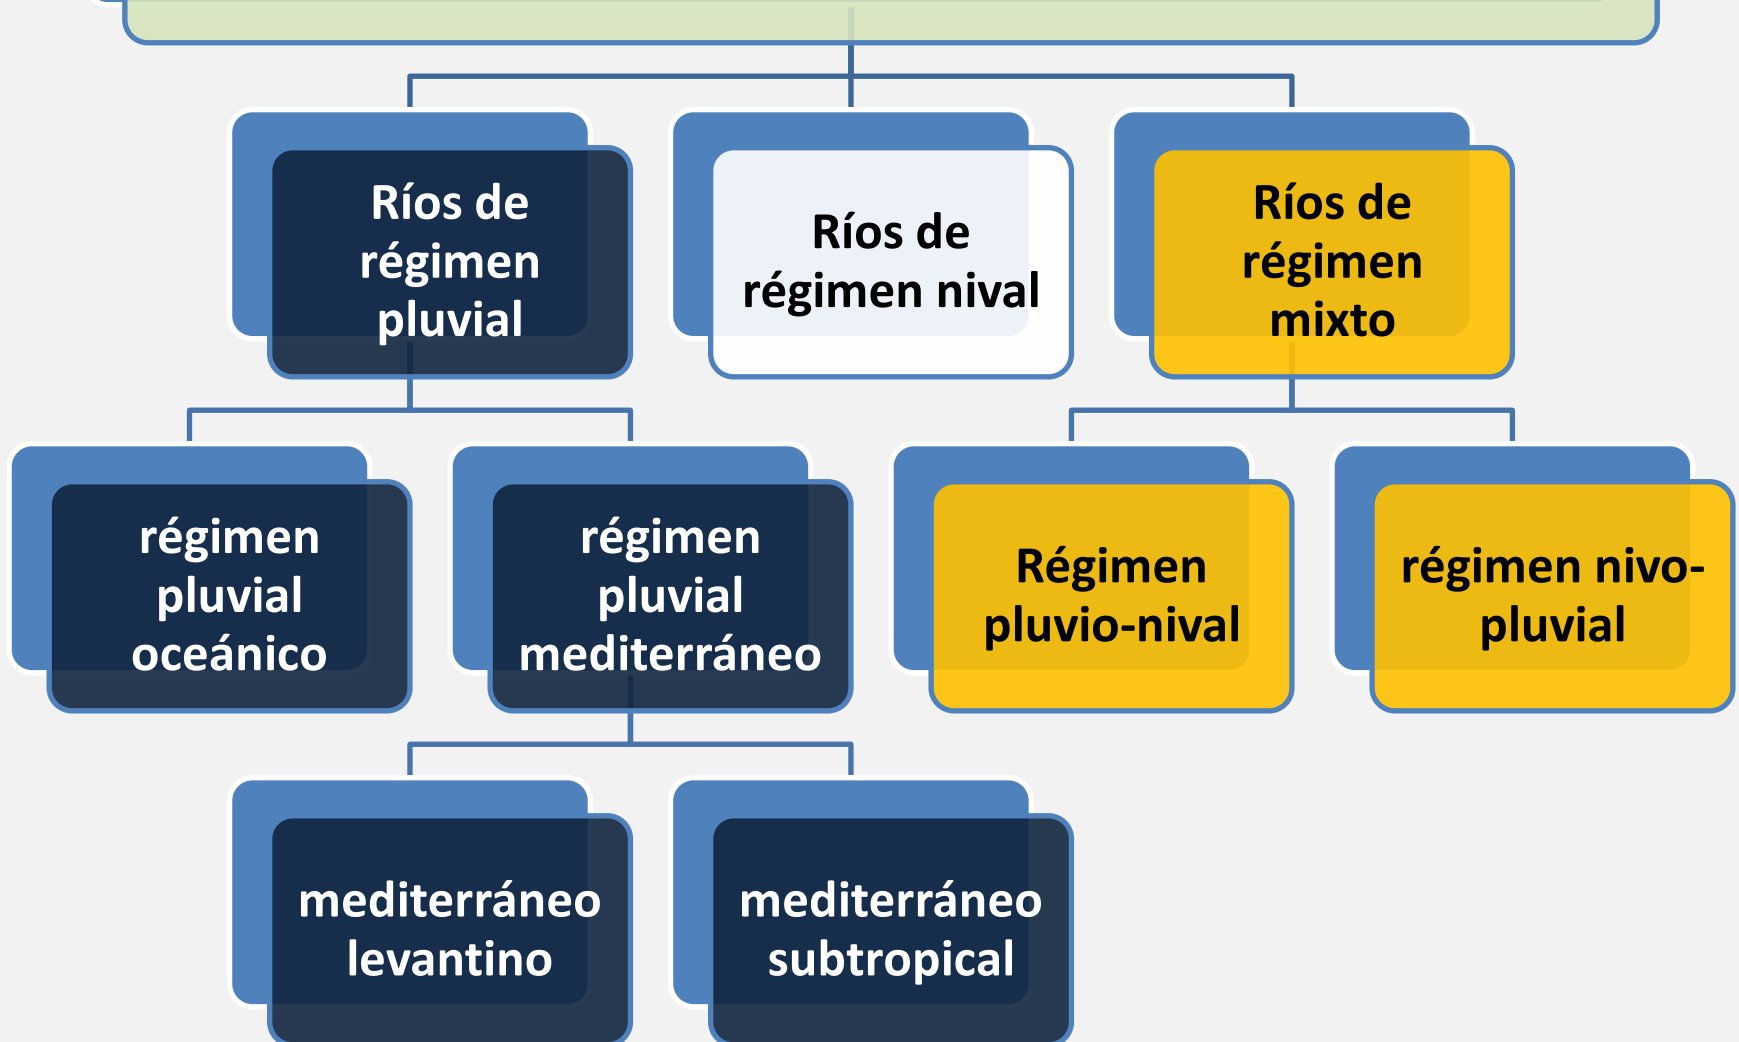 Ríos de
régimen
pluvial
Ríos de
régimen nival
Ríos de
régimen
mixto
régimen
pluvial
oceánico
régimen
pluvial
mediterráneo
Régimen
pluvio-nival
régimen nivo-
pluvial
mediterráneo
levantino
mediterráneo
subtropical